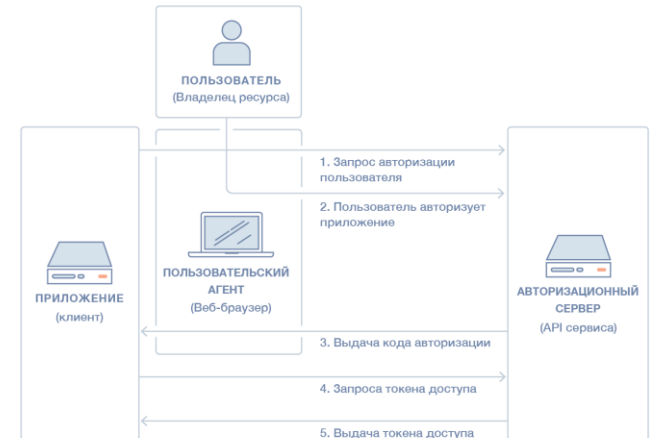 ПОЛЬЗОВАТЕЛЬ
(Владелец ресурса)
1. Запрос авторизации
пользователя
2. Пользователь авторизует
приложение
ПОЛЬЗОВАТЕЛЬСКИЙ
АГЕНТ
(Веб-браузер)
ПРИЛОЖЕНИЕ
(клиент)
АВТОРИЗАЦИОННЫЙ
СЕРВЕР
(API сервиса)
3. Выдача кода авторизации
4. Запроса токена доступа
5. Выдача токена доступа